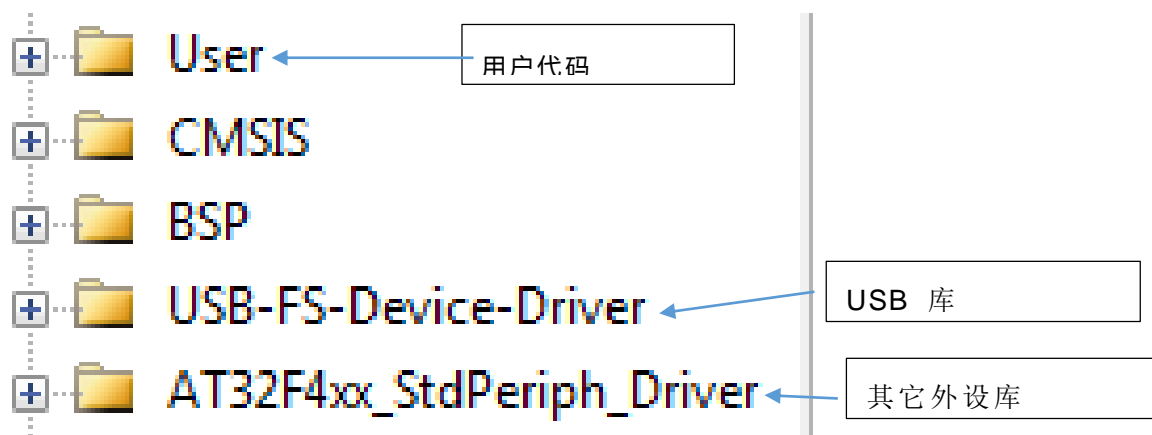 User
用户代码
CMSIS
BSP
USB-FS-Device-Driver
USB 库
AT32F4xx_StdPeriph_Driver
其它外设库